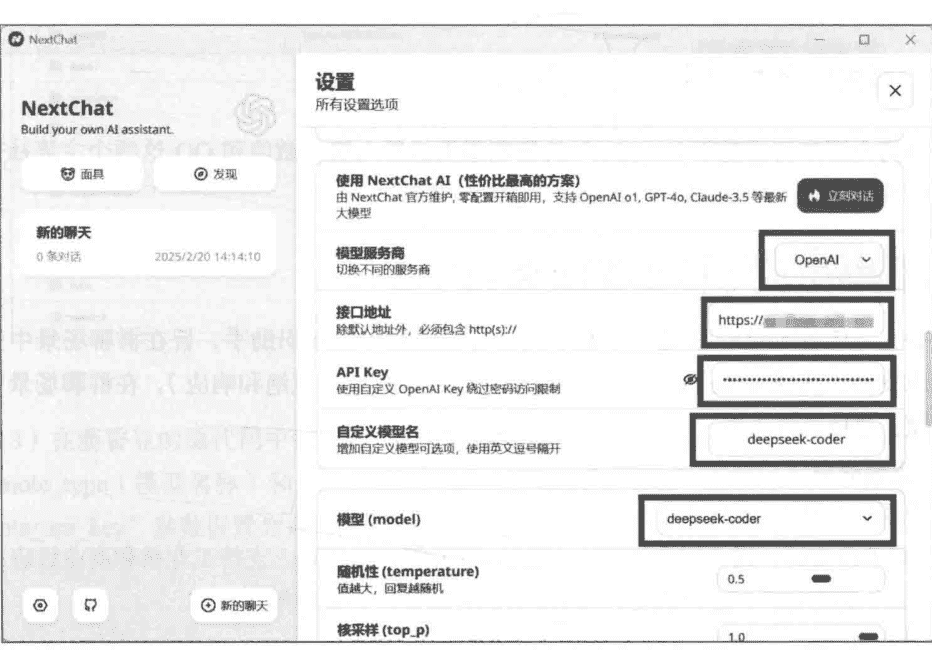 NextChat
NextChat
Build your own AI assistant.
面具
发现
新的聊天
0 条对话
2025/2/20 14:14:10
新的聊天
设置
所有设置选项
使用 NextChat AI（性价比最高的方案）
由 NextChat 官方维护, 零配置开箱即用，支持 OpenAI o1, GPT-4o, Claude-3.5 等最新
大模型
立刻对话
模型服务商
切换不同的服务商
OpenAI
接口地址
除默认地址外，必须包含 http(s)://
https://
API Key
使用自定义 OpenAI Key 绕过密码访问限制
自定义模型名
增加自定义模型可选项，使用英文逗号隔开
deepseek-coder
模型 (model)
deepseek-coder
随机性 (temperature)
值越大，回复越随机
0.5
核采样 (top_p)
1.0